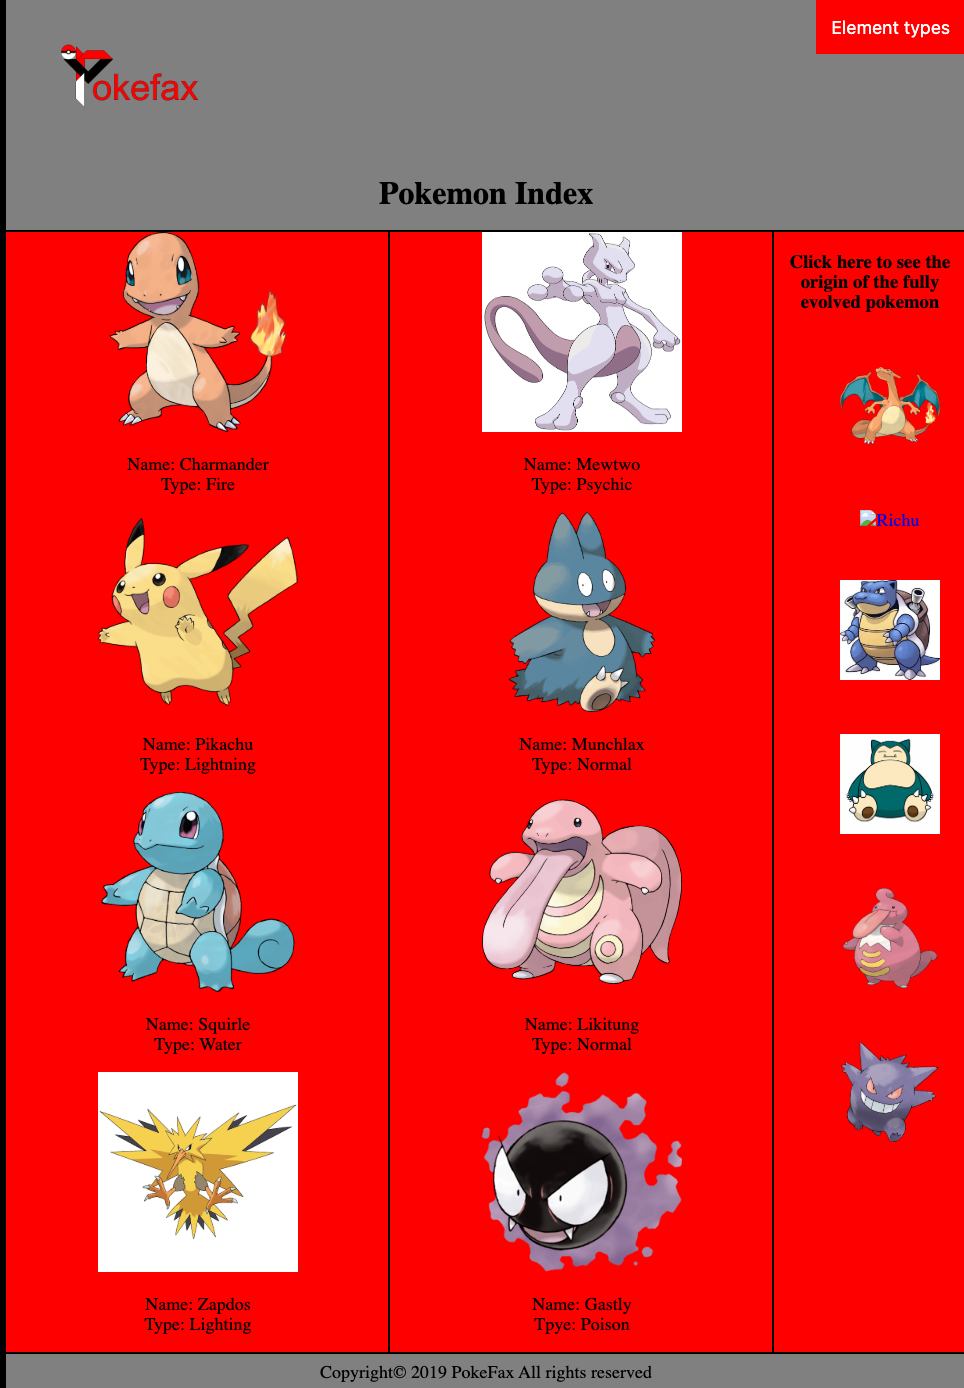 Element types
Pokefax
Pokemon Index
Name: Charmander
Type: Fire
Name: Pikachu
Type: Lightning
Name: Squirle
Type: Water
Name: Zapdos
Type: Lighting
Name: Mewtwo
Type: Psychic
Name: Munchlax
Type: Normal
Name: Likitung
Type: Normal
Name: Gastly
Tpye: Poison
Click here to see the
origin of the fully
evolved pokemon
Richu
Copyright© 2019 PokeFax All rights reserved